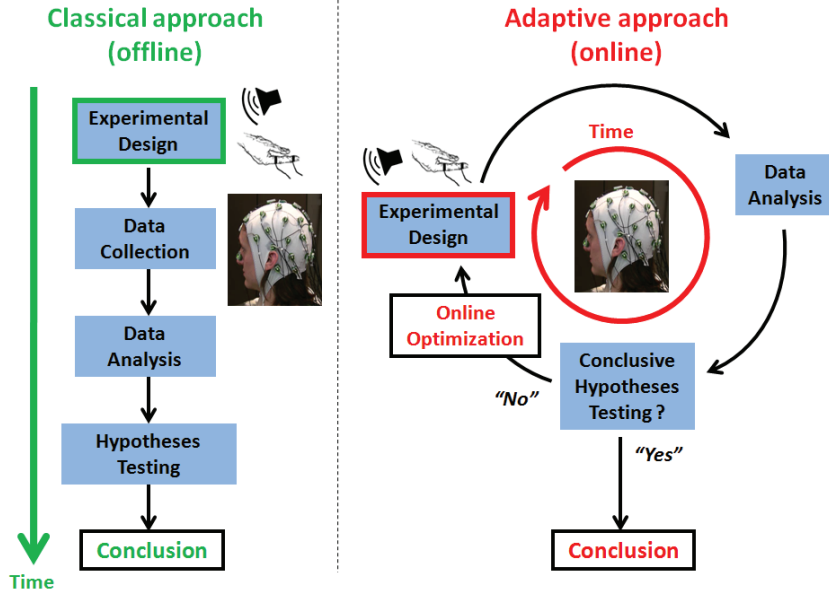 Classical approach
(offline)
Experimental
Design
Data
Collection
Data
Analysis
Hypotheses
Testing
Conclusion
Time
Adaptive approach
(online)
Time
Experimental
Design
Data
Analysis
Online
Optimization
Conclusive
Hypotheses
Testing ?
“No”
“Yes”
Conclusion